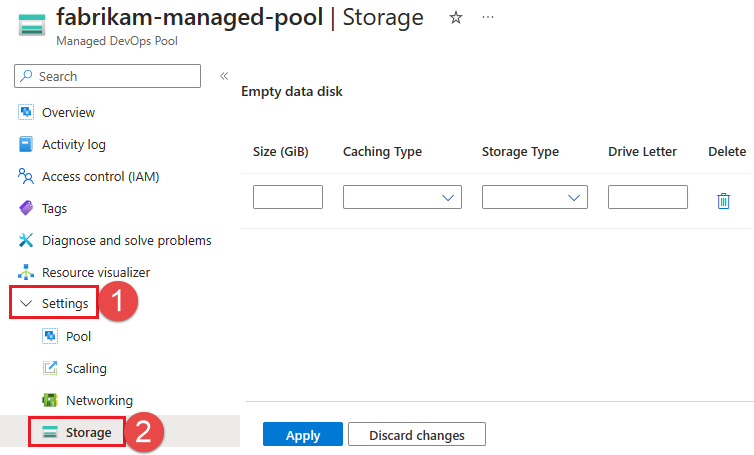 fabrikam-managed-pool | Storage
Managed DevOps Pool
Search
Overview
Activity log
Access control (IAM)
Tags
Diagnose and solve problems
Resource visualizer
Settings 1
Pool
Scaling
Networking
Storage 2
Empty data disk
Size (GiB) Caching Type Storage Type Drive Letter Delete
Apply Discard changes